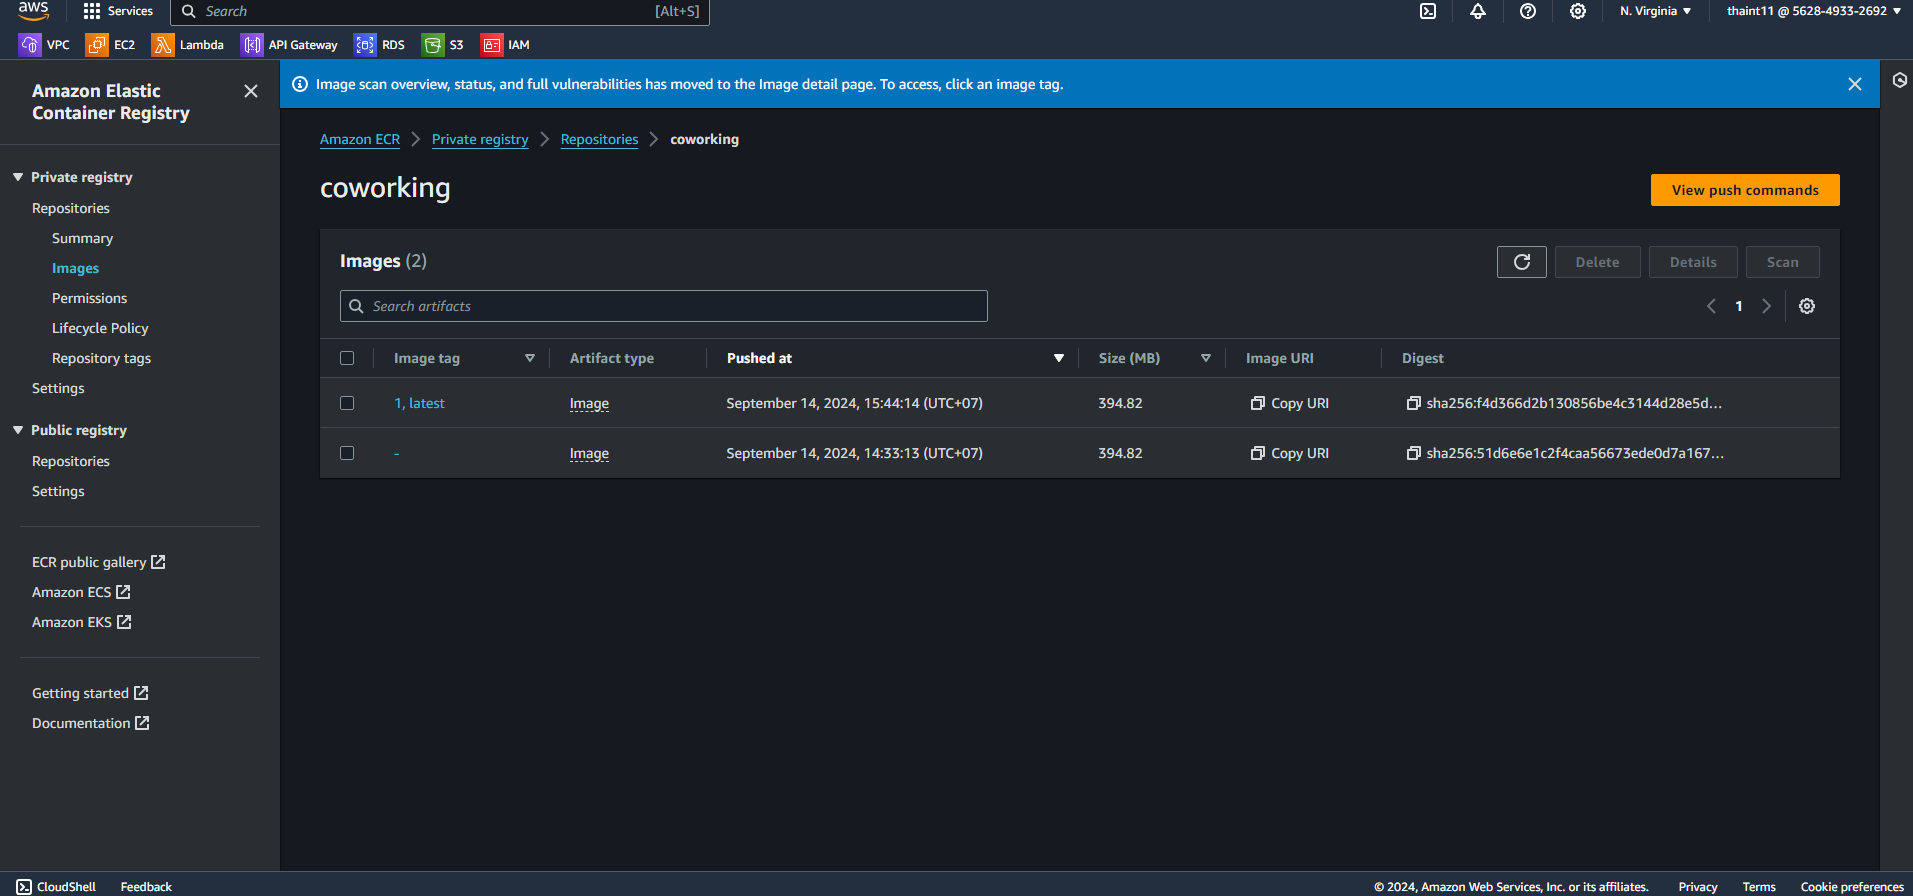 aws
Services
Search
[Alt+S]
N. Virginia
thaint11 @ 5628-4933-2692
VPC
EC2
Lambda
API Gateway
RDS
S3
IAM
Amazon Elastic
Container Registry
Private registry
Repositories
Summary
Images
Permissions
Lifecycle Policy
Repository tags
Settings
Public registry
Repositories
Settings
ECR public gallery
Amazon ECS
Amazon EKS
Getting started
Documentation
Image scan overview, status, and full vulnerabilities has moved to the Image detail page. To access, click an image tag.
Amazon ECR
Private registry
Repositories
coworking
coworking
View push commands
Images (2)
Delete
Details
Scan
Search artifacts
1
Image tag
Artifact type
Pushed at
Size (MB)
Image URI
Digest
1, latest
Image
September 14, 2024, 15:44:14 (UTC+07)
394.82
Copy URI
sha256:f4d366d2b130856be4c3144d28e5d...
-
Image
September 14, 2024, 14:33:13 (UTC+07)
394.82
Copy URI
sha256:51d6e6e1c2f4caa56673ede0d7a167...
CloudShell
Feedback
© 2024, Amazon Web Services, Inc. or its affiliates.
Privacy
Terms
Cookie preferences